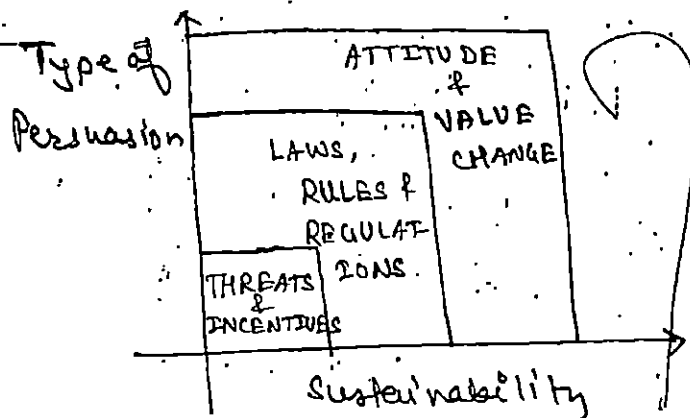 Type of
Persuasion
ATTITUDE
&
VALUE
CHANGE
LAWS,
RULES &
REGULAT-
IONS.
THREATS
&
INCENTIVES
Sustainability